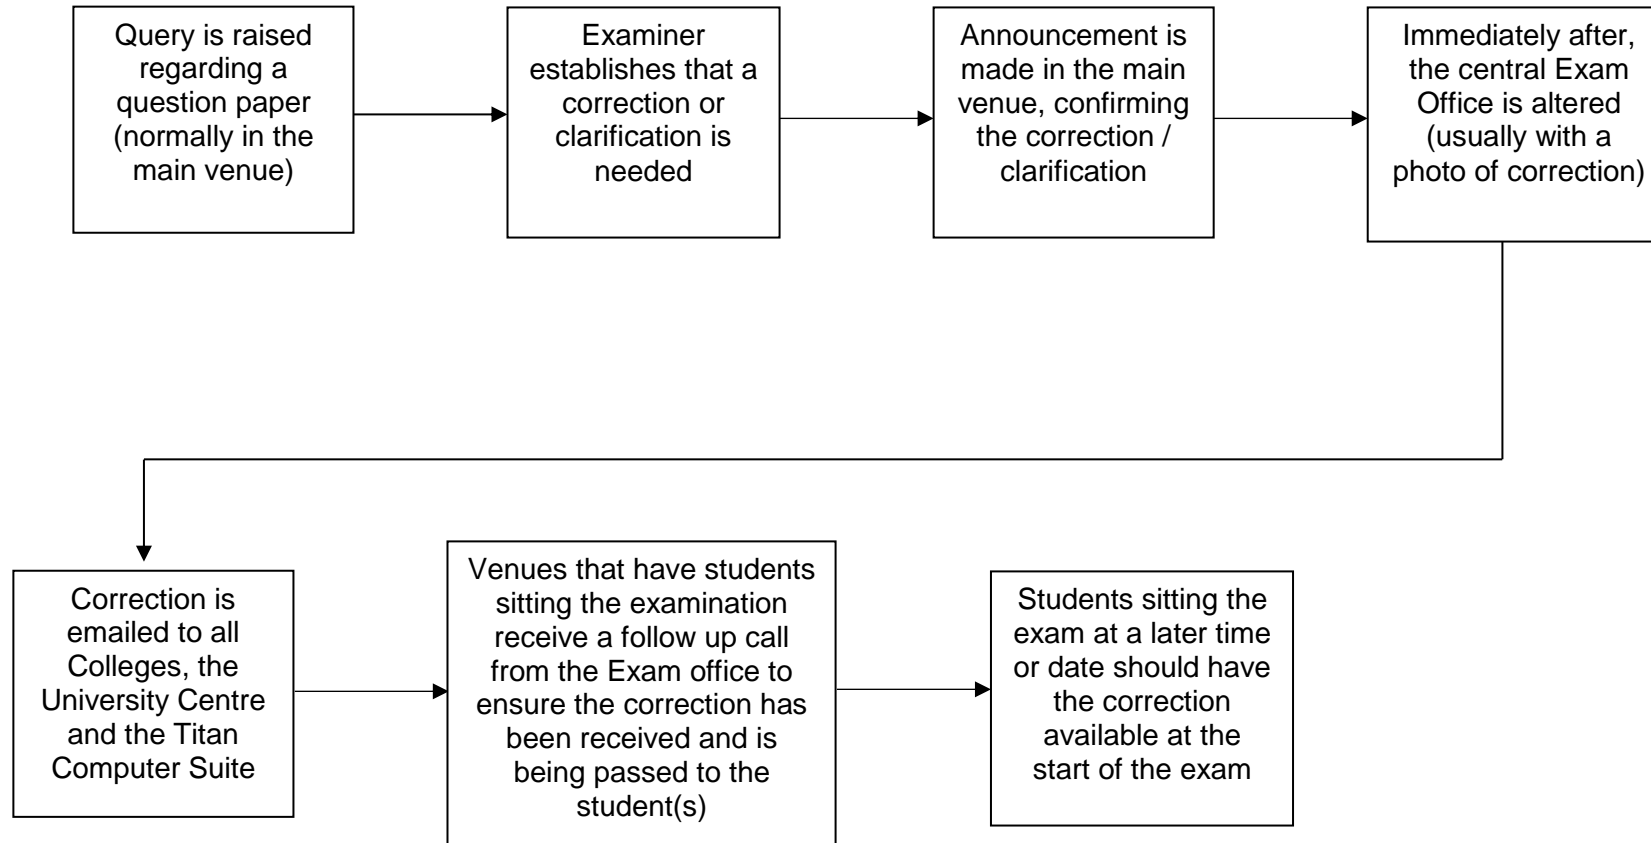 Query is raised
regarding a
question paper
(normally in the
main venue)
Examiner
establishes that a
correction or
clarification is
needed
Announcement is
made in the main
venue, confirming
the correction /
clarification
Immediately after,
the central Exam
Office is altered
(usually with a
photo of correction)
Correction is
emailed to all
Colleges, the
University Centre
and the Titan
Computer Suite
Venues that have students
sitting the examination
receive a follow up call
from the Exam office to
ensure the correction has
been received and is
being passed to the
student(s)
Students sitting the
exam at a later time
or date should have
the correction
available at the
start of the exam